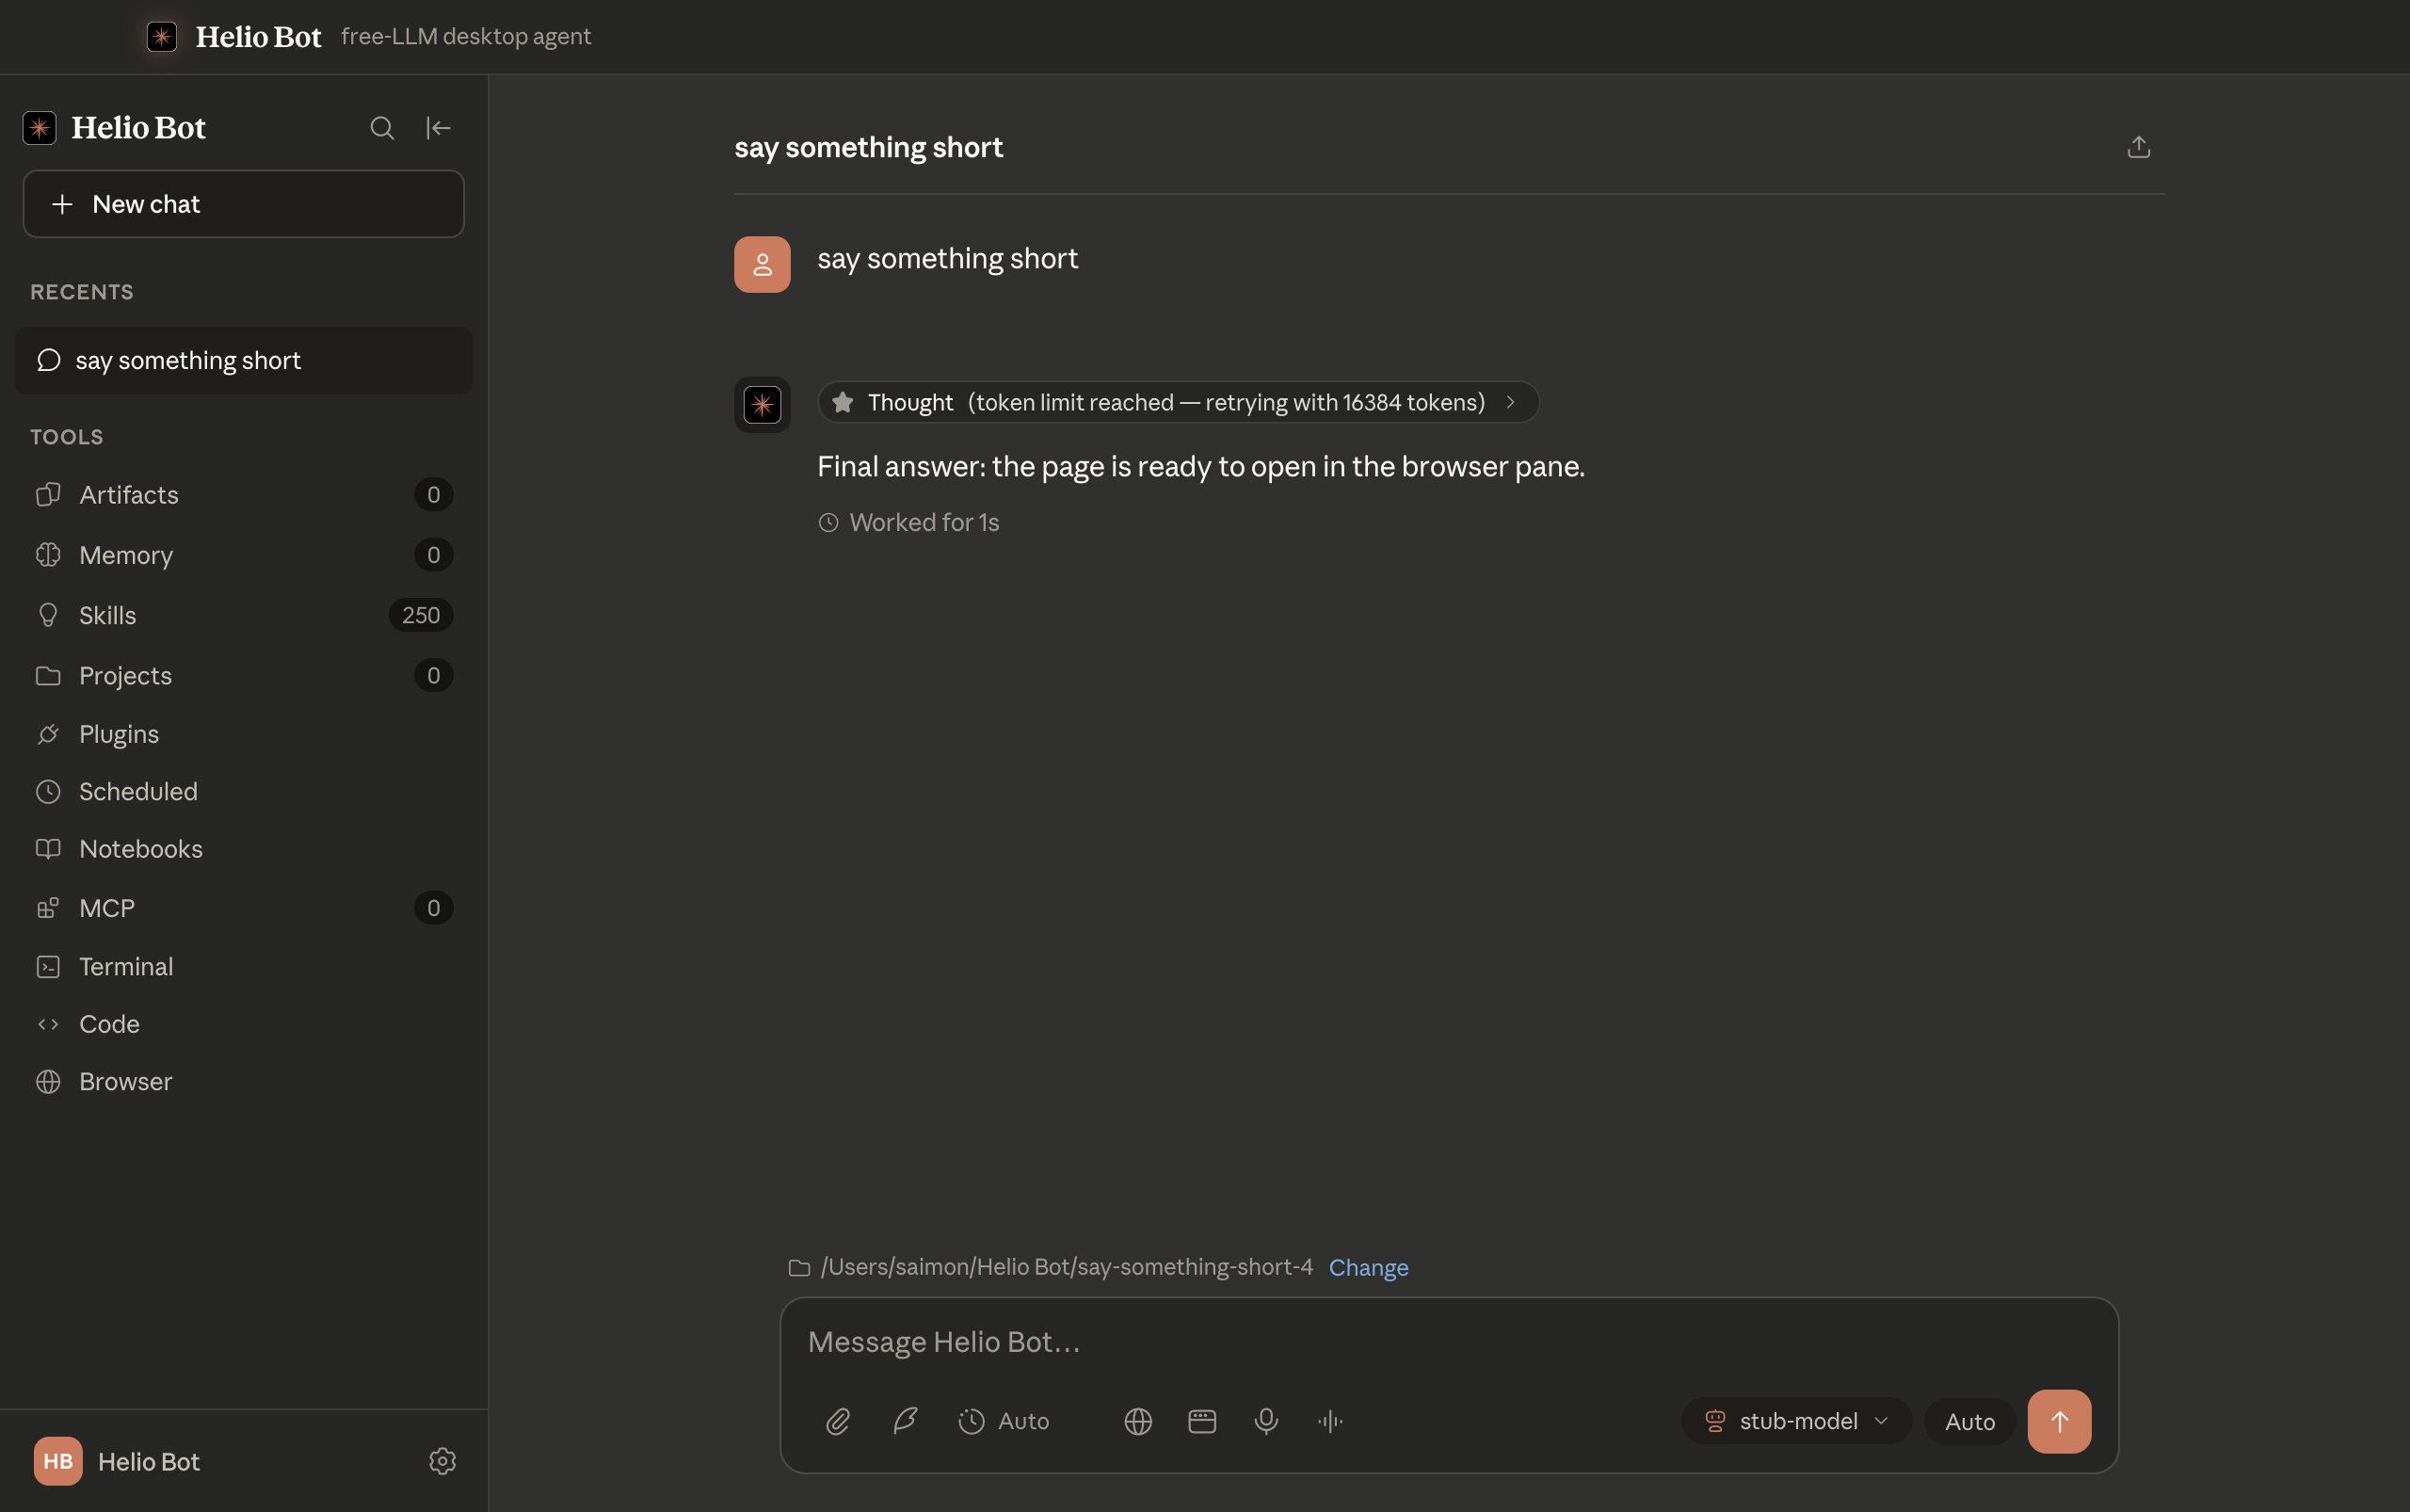 Helio Bot free-LLM desktop agent
Helio Bot
New chat
RECENTS
say something short
TOOLS
Artifacts 0
Memory 0
Skills 250
Projects 0
Plugins
Scheduled
Notebooks
MCP 0
Terminal
Code
Browser
HB Helio Bot
say something short
say something short
Thought (token limit reached — retrying with 16384 tokens)
Final answer: the page is ready to open in the browser pane.
Worked for 1s
/Users/saimon/Helio Bot/say-something-short-4 Change
Message Helio Bot...
Auto stub-model Auto